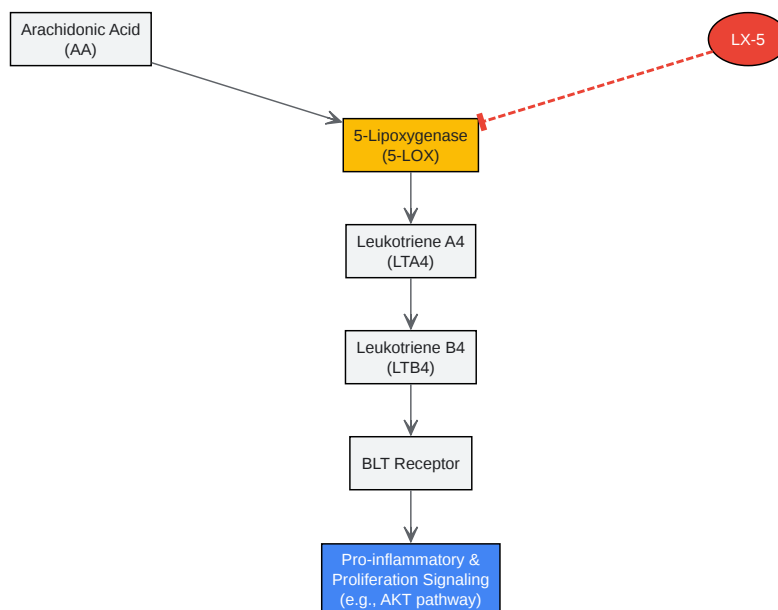 Arachidonic Acid
(AA)
LX-5
5-Lipoxygenase
(5-LOX)
Leukotriene A4
(LTA4)
Leukotriene B4
(LTB4)
BLT Receptor
Pro-inflammatory &
Proliferation Signaling
(e.g., AKT pathway)